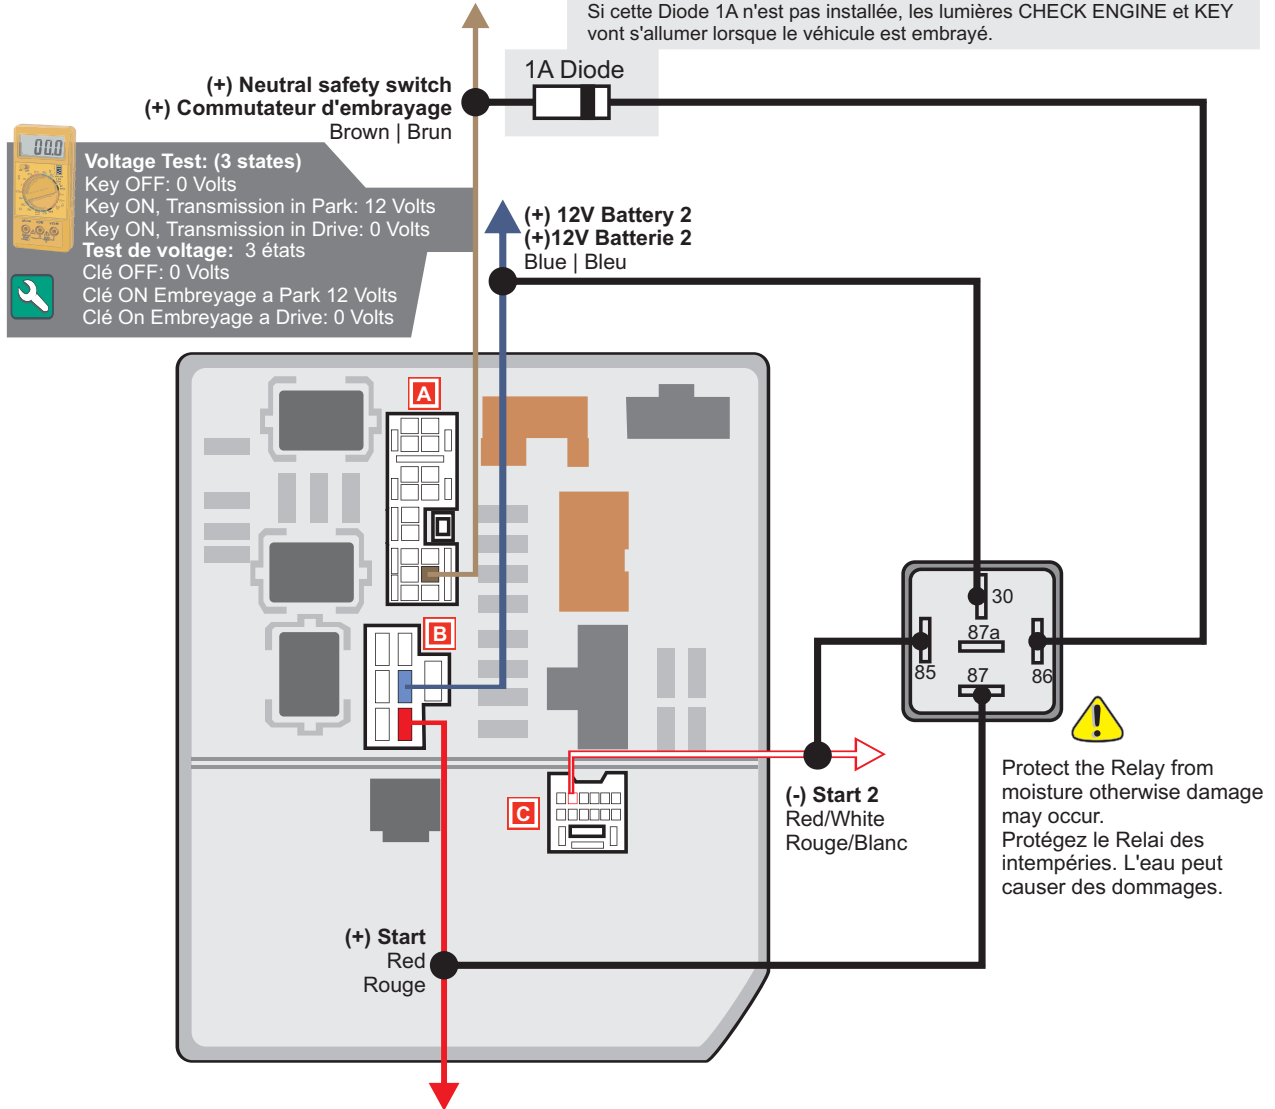 Si cette Diode 1A n'est pas installée, les lumières CHECK ENGINE et KEY
vont s'allumer lorsque le véhicule est embrayé.
1A Diode
(+) Neutral safety switch
(+) Commutateur d'embrayage
Brown | Brun
00.0
Voltage Test: (3 states)
Key OFF: 0 Volts
Key ON, Transmission in Park: 12 Volts
Key ON, Transmission in Drive: 0 Volts
Test de voltage: 3 états
Clé OFF: 0 Volts
Clé ON Embreyage a Park 12 Volts
Clé On Embreyage a Drive: 0 Volts
(+) 12V Battery 2
(+)12V Batterie 2
Blue | Bleu
A
B
C
30
87a
85
87
86
(-) Start 2
Red/White
Rouge/Blanc
Protect the Relay from
moisture otherwise damage
may occur.
Protégez le Relai des
intempéries. L'eau peut
causer des dommages.
(+) Start
Red
Rouge